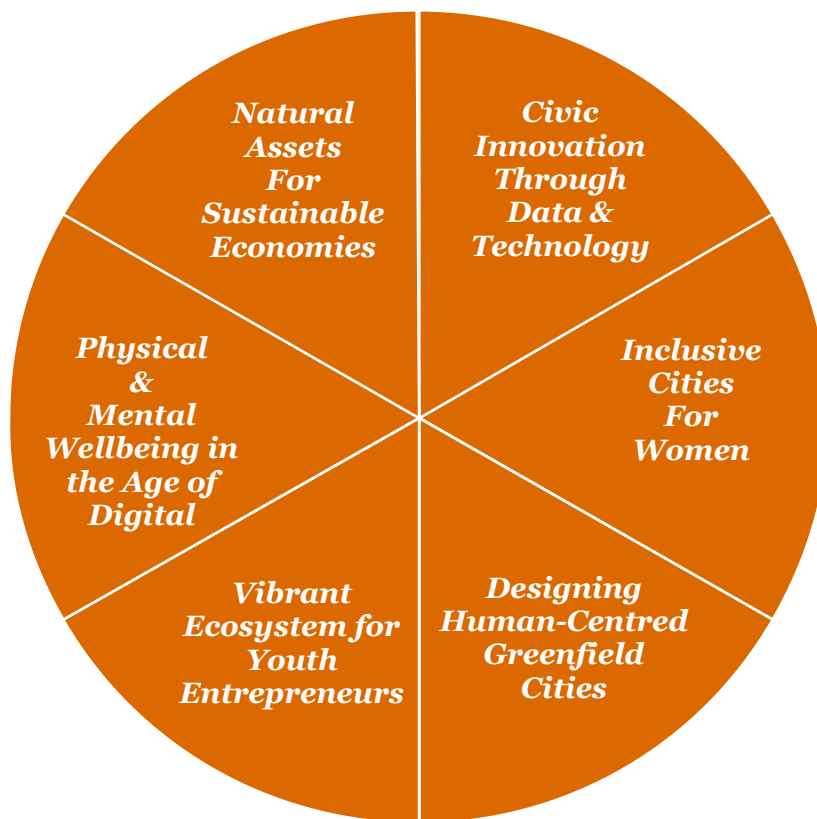 Natural
Assets
For
Sustainable
Economies
Civic
Innovation
Through
Data &
Technology
Inclusive
Cities
For
Women
Designing
Human-Centred
Greenfield
Cities
Vibrant
Ecosystem for
Youth
Entrepreneurs
Physical
&
Mental
Wellbeing in
the Age of
Digital